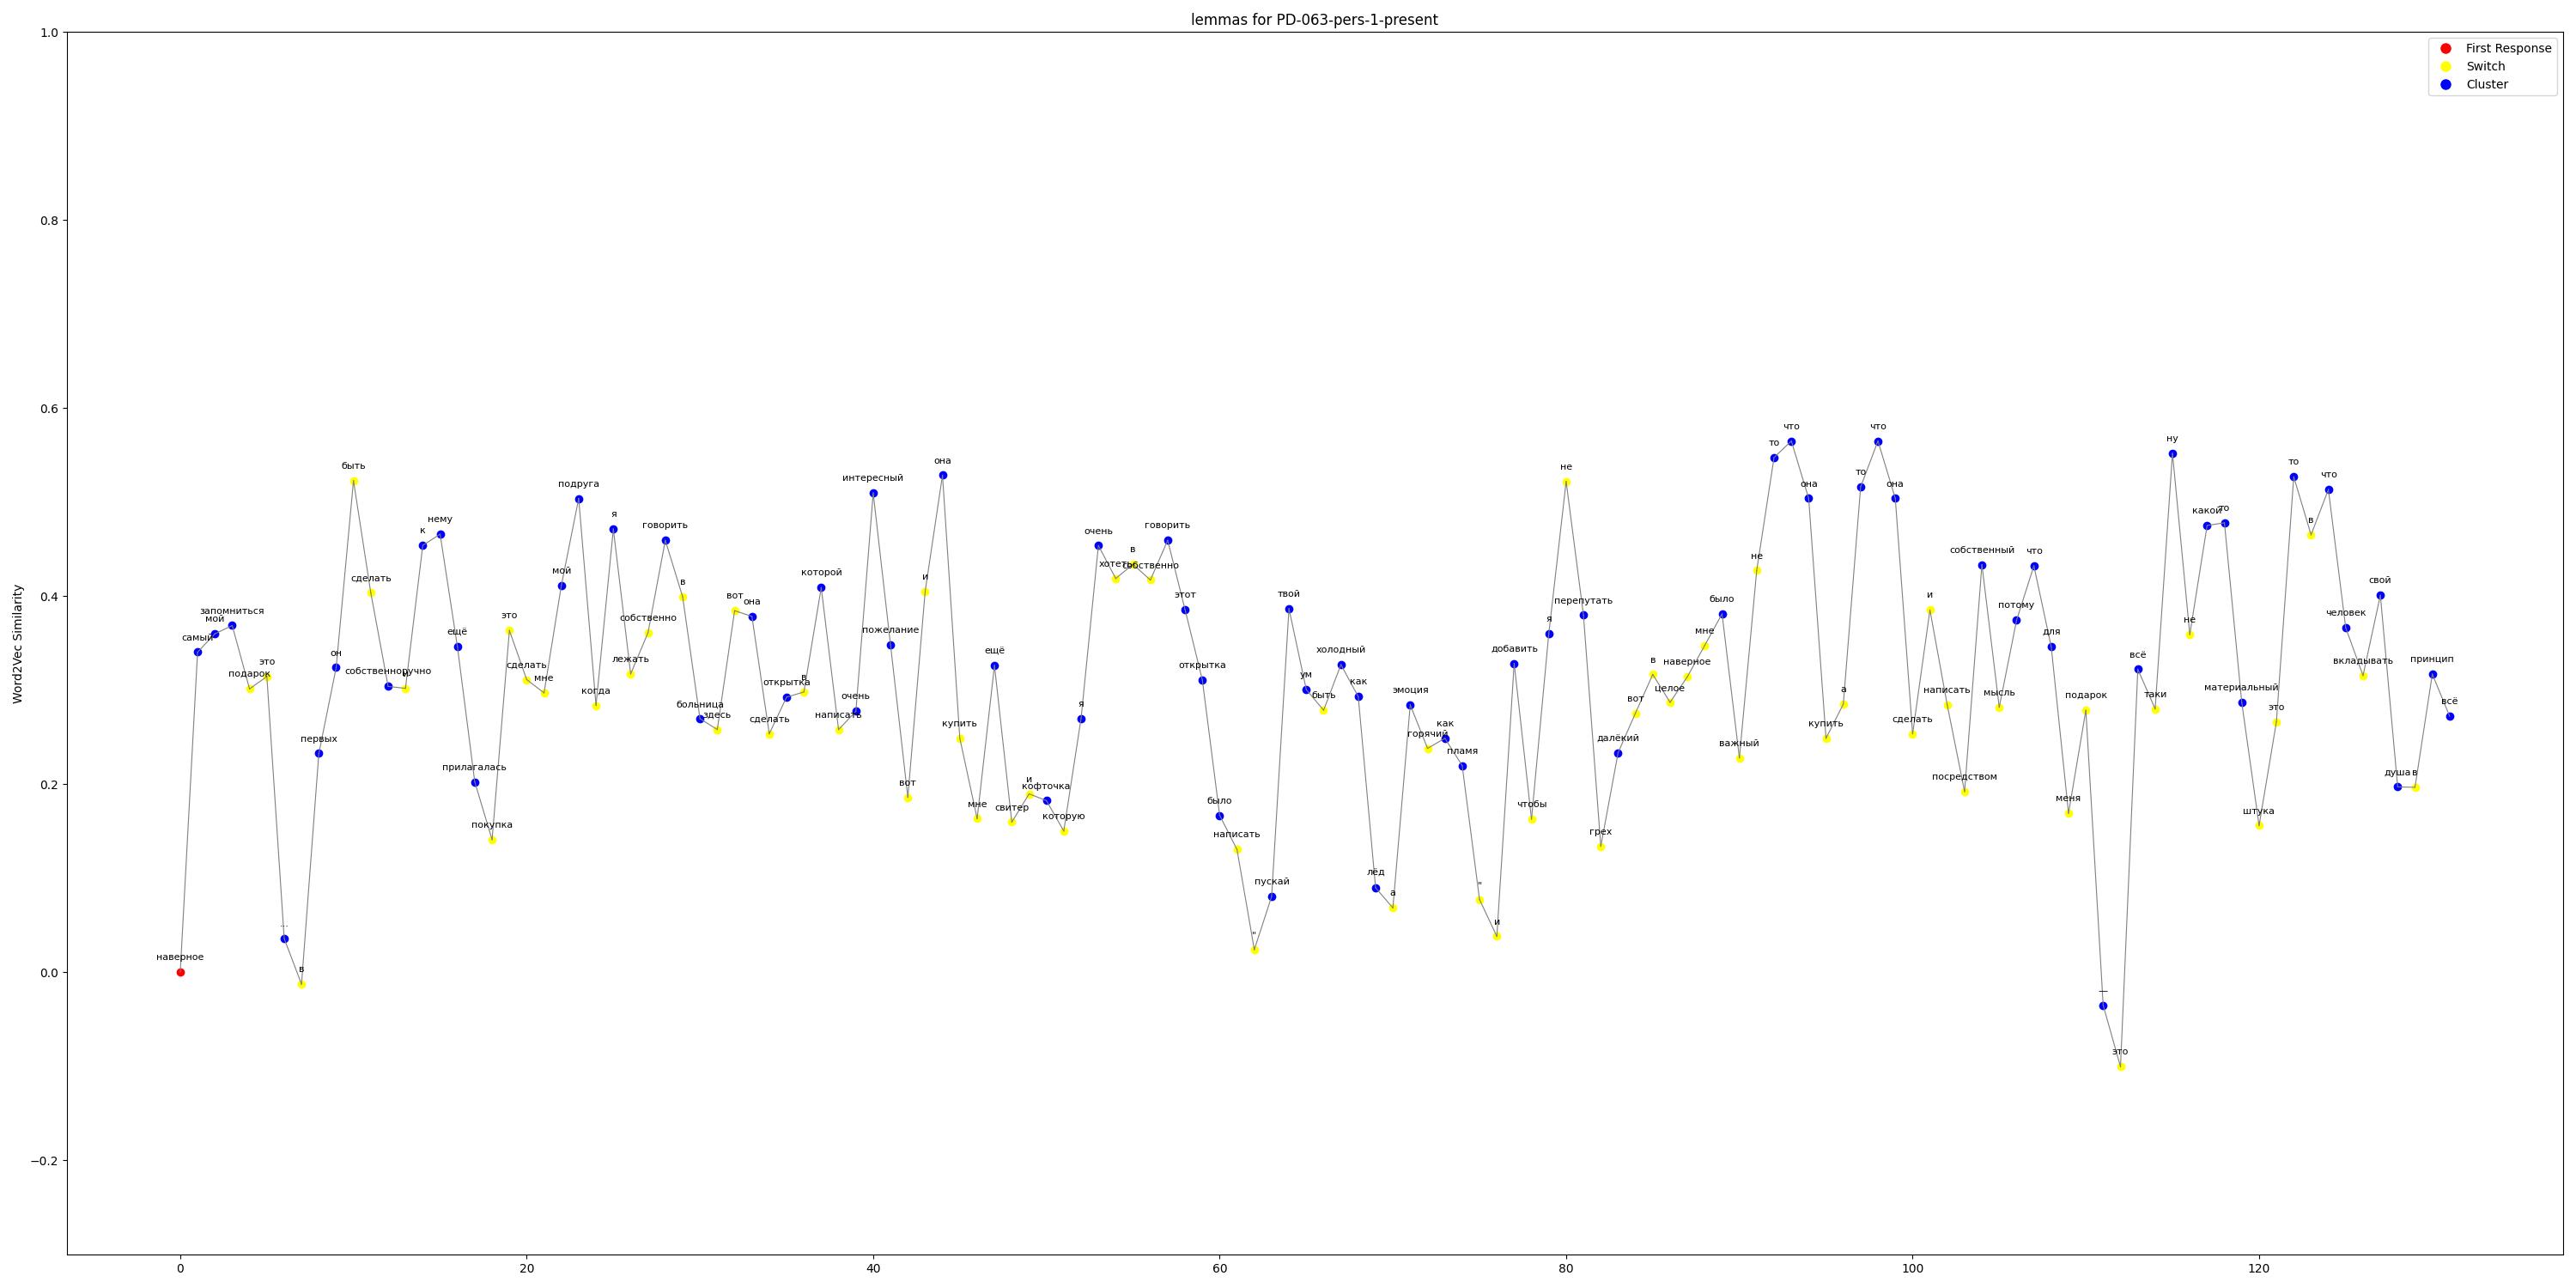 lemmas for PD-063-pers-1-present
Word2Vec Similarity
1.0
0.8
0.6
0.4
0.2
0.0
−0.2
0
20
40
60
80
100
120
First Response
Switch
Cluster
наверное
самый
мой
запомниться
подарок
это
...
в
первых
он
быть
сделать
собственноручно
и
к
нему
ещё
прилагалась
покупка
это
сделать
мне
мой
подруга
когда
я
лежать
собственно
говорить
в
больница
здесь
вот
она
сделать
открытка
в
которой
написать
очень
интересный
пожелание
вот
и
она
купить
мне
ещё
свитер
и
кофточка
которую
я
очень
хотеть
в
собственно
говорить
этот
открытка
было
написать
"
пускай
твой
ум
быть
холодный
как
лёд
а
эмоция
горячий
как
пламя
"
и
добавить
чтобы
я
не
перепутать
грех
далёкий
вот
в
целое
наверное
мне
было
важный
не
то
что
она
купить
а
то
что
она
сделать
и
написать
посредством
собственный
мысль
потому
что
для
меня
подарок
—
это
всё
таки
ну
не
какой
то
материальный
штука
это
то
в
что
человек
вкладывать
свой
душа
в
принцип
всё